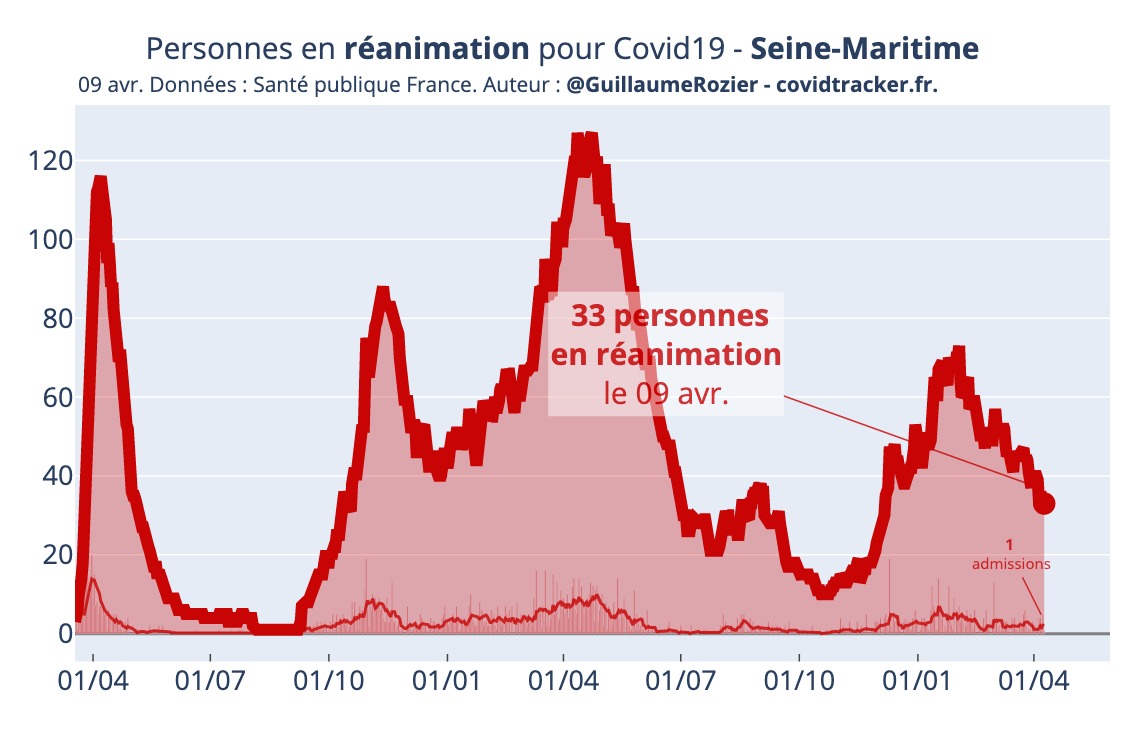 Personnes en réanimation pour Covid19 - Seine-Maritime
09 avr. Données : Santé publique France. Auteur : @GuillaumeRozier - covidtracker.fr.
120
100
80
60
40
20
0
33 personnes
en réanimation
le 09 avr.
1
admissions
01/04 01/07 01/10 01/01 01/04 01/07 01/10 01/01 01/04